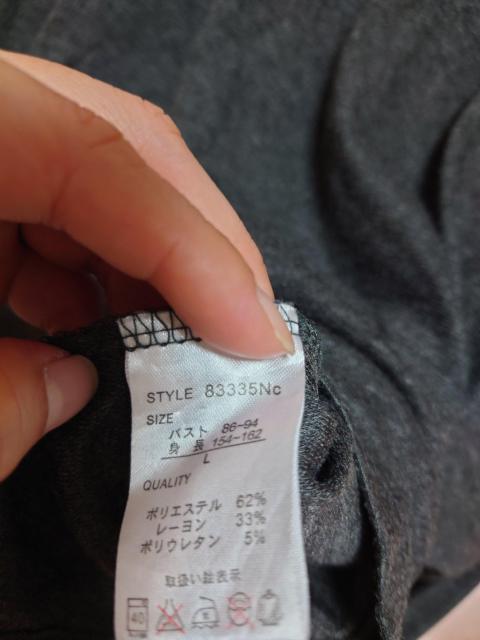 STYLE 83335Nc
SIZE
バスト 86-94
身長 154-162
L
QUALITY
ポリエステル 62%
レーヨン 33%
ポリウレタン 5%
取扱い絵表示
40